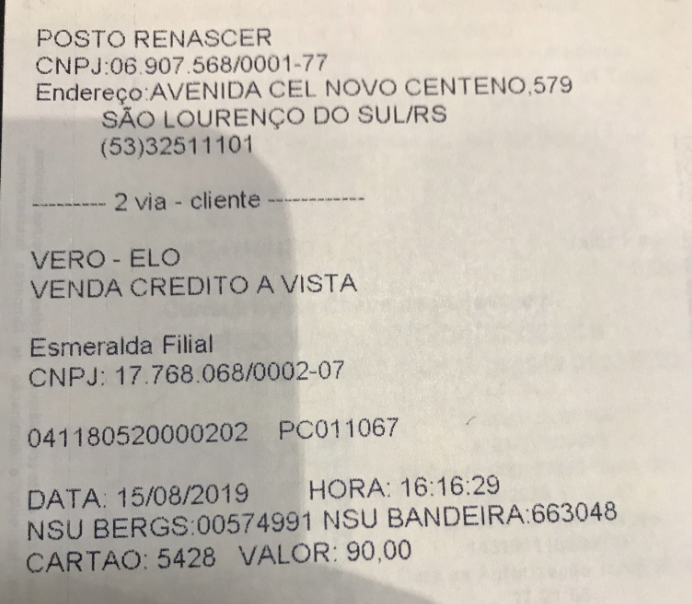 POSTO RENASCER
CNPJ:06.907.568/0001-77
Endereço:AVENIDA CEL NOVO CENTENO,579
SÃO LOURENÇO DO SUL/RS
(53)32511101
--------- 2 via - cliente ------------
VERO - ELO
VENDA CREDITO A VISTA
Esmeralda Filial
CNPJ: 17.768.068/0002-07
041180520000202 PC011067
DATA: 15/08/2019 HORA: 16:16:29
NSU BERGS:00574991 NSU BANDEIRA:663048
CARTAO: 5428 VALOR: 90,00